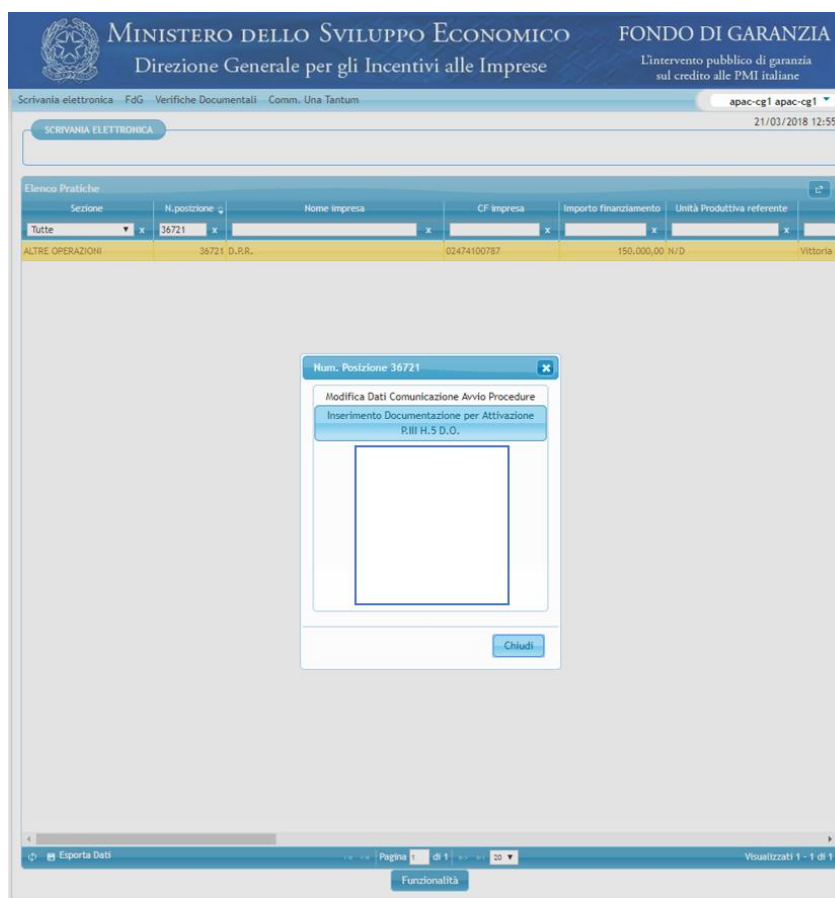 MINISTERO DELLO SVILUPPO ECONOMICO
Direzione Generale per gli Incentivi alle Imprese
FONDO DI GARANZIA
L'intervento pubblico di garanzia
sul credito alle PMI italiane
Scrivania elettronica FdG Verifiche Documentali Comm. Una Tantum
apac-cg1 apac-cg1
21/03/2018 12:55
SCRIVANIA ELETTRONICA
Elenco Pratiche
Sezione N.posizione Nome impresa CF impresa Importo finanziamento Unità Produttiva referente
Tutte x 36721 x x x x x
ALTRE OPERAZIONI 36721 D.P.R. 02474100787 150.000,00 N/D Vittoria
Num. Posizione 36721
Modifica Dati Comunicazione Avvio Procedure
Inserimento Documentazione per Attivazione
P.III H.5 D.O.
Chiudi
Esporta Dati Pagina 1 di 1 20 Visualizzati 1 - 1 di 1
Funzionalità